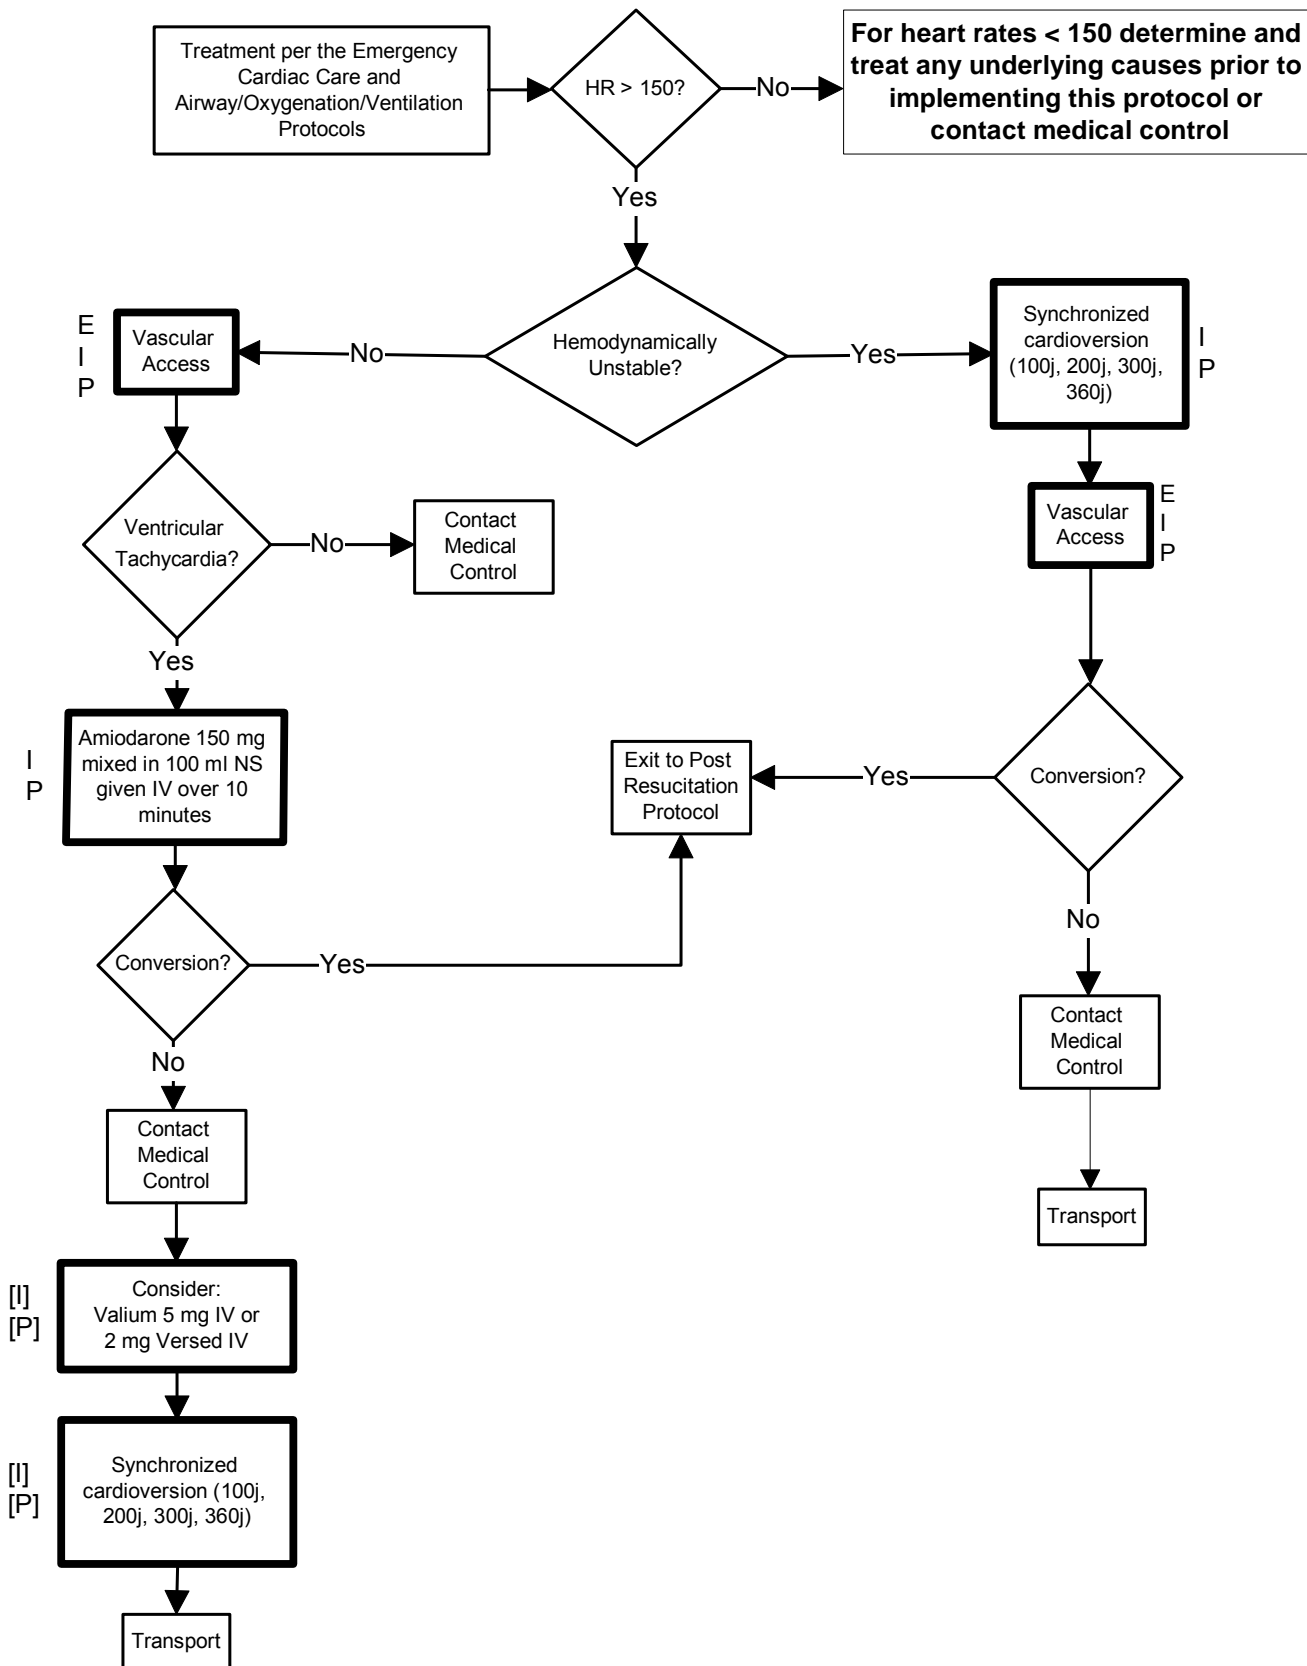 Treatment per the Emergency
Cardiac Care and
Airway/Oxygenation/Ventilation
Protocols
HR > 150?
No
For heart rates < 150 determine and
treat any underlying causes prior to
implementing this protocol or
contact medical control
Yes
Hemodynamically
Unstable?
No
Yes
E
I
P
Vascular
Access
Synchronized
cardioversion
(100j, 200j, 300j,
360j)
I
P
Vascular
Access
E
I
P
Ventricular
Tachycardia?
No
Contact
Medical
Control
Yes
I
P
Amiodarone 150 mg
mixed in 100 ml NS
given IV over 10
minutes
Exit to Post
Resucitation
Protocol
Yes
Conversion?
Conversion?
Yes
No
Contact
Medical
Control
Transport
No
Contact
Medical
Control
[I]
[P]
Consider:
Valium 5 mg IV or
2 mg Versed IV
[I]
[P]
Synchronized
cardioversion (100j,
200j, 300j, 360j)
Transport